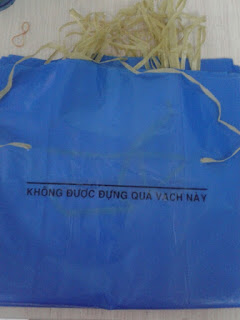 KHÔNG ĐƯỢC ĐỰNG QUÁ VẠCH NÀY